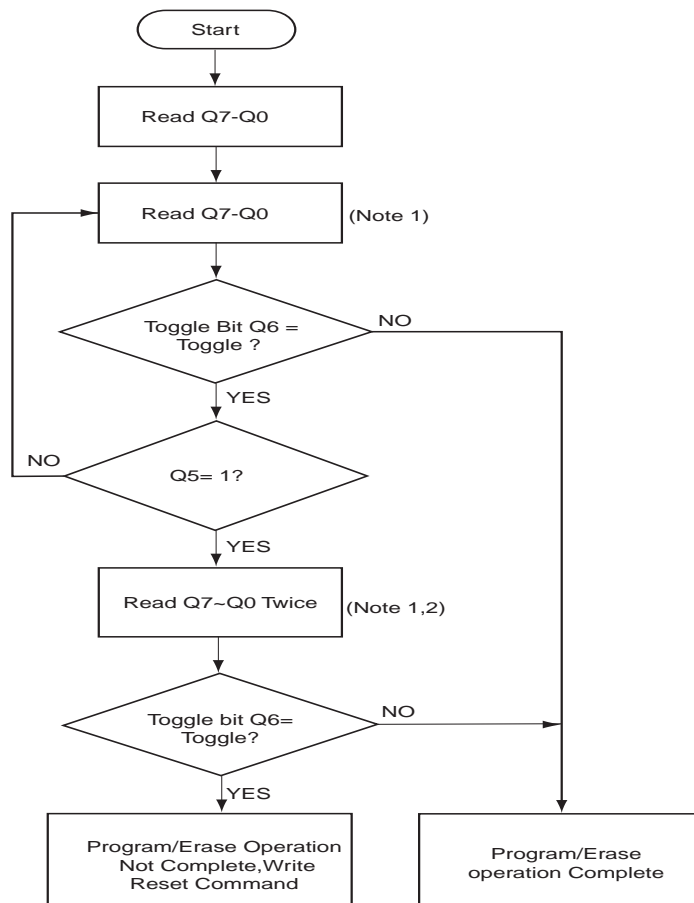 Start
Read Q7-Q0
Read Q7-Q0
(Note 1)
Toggle Bit Q6 =
Toggle ?
NO
YES
NO
Q5= 1?
YES
Read Q7~Q0 Twice
(Note 1,2)
Toggle bit Q6=
Toggle?
NO
YES
Program/Erase Operation
Not Complete,Write
Reset Command
Program/Erase
operation Complete